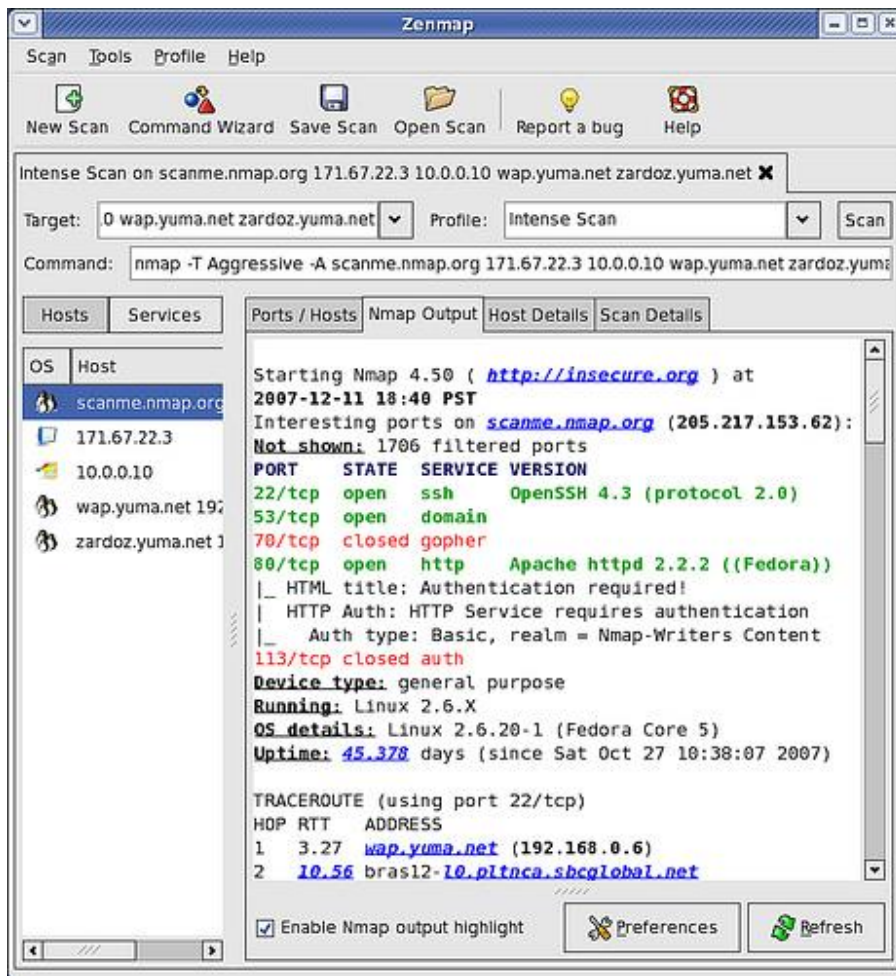 Zenmap
Scan Tools Profile Help
New Scan Command Wizard Save Scan Open Scan Report a bug Help
Intense Scan on scanme.nmap.org 171.67.22.3 10.0.0.10 wap.yuma.net zardoz.yuma.net
Target: .0 wap.yuma.net zardoz.yuma.net Profile: Intense Scan Scan
Command: nmap -T Aggressive -A scanme.nmap.org 171.67.22.3 10.0.0.10 wap.yuma.net zardoz.yuma
Hosts Services
OS Host
scanme.nmap.org
171.67.22.3
10.0.0.10
wap.yuma.net 192
zardoz.yuma.net 1
Ports / Hosts Nmap Output Host Details Scan Details
Starting Nmap 4.50 ( http://insecure.org ) at
2007-12-11 18:40 PST
Interesting ports on scanme.nmap.org (205.217.153.62):
Not shown: 1706 filtered ports
PORT STATE SERVICE VERSION
22/tcp open ssh OpenSSH 4.3 (protocol 2.0)
53/tcp open domain
70/tcp closed gopher
80/tcp open http Apache httpd 2.2.2 ((Fedora))
|_ HTML title: Authentication required!
| HTTP Auth: HTTP Service requires authentication
|_ Auth type: Basic, realm = Nmap-Writers Content
113/tcp closed auth
Device type: general purpose
Running: Linux 2.6.X
OS details: Linux 2.6.20-1 (Fedora Core 5)
Uptime: 45.378 days (since Sat Oct 27 10:38:07 2007)
TRACEROUTE (using port 22/tcp)
HOP RTT ADDRESS
1 3.27 wap.yuma.net (192.168.0.6)
2 10.56 bras12-l0.pltnca.sbcglobal.net
Enable Nmap output highlight Preferences Refresh